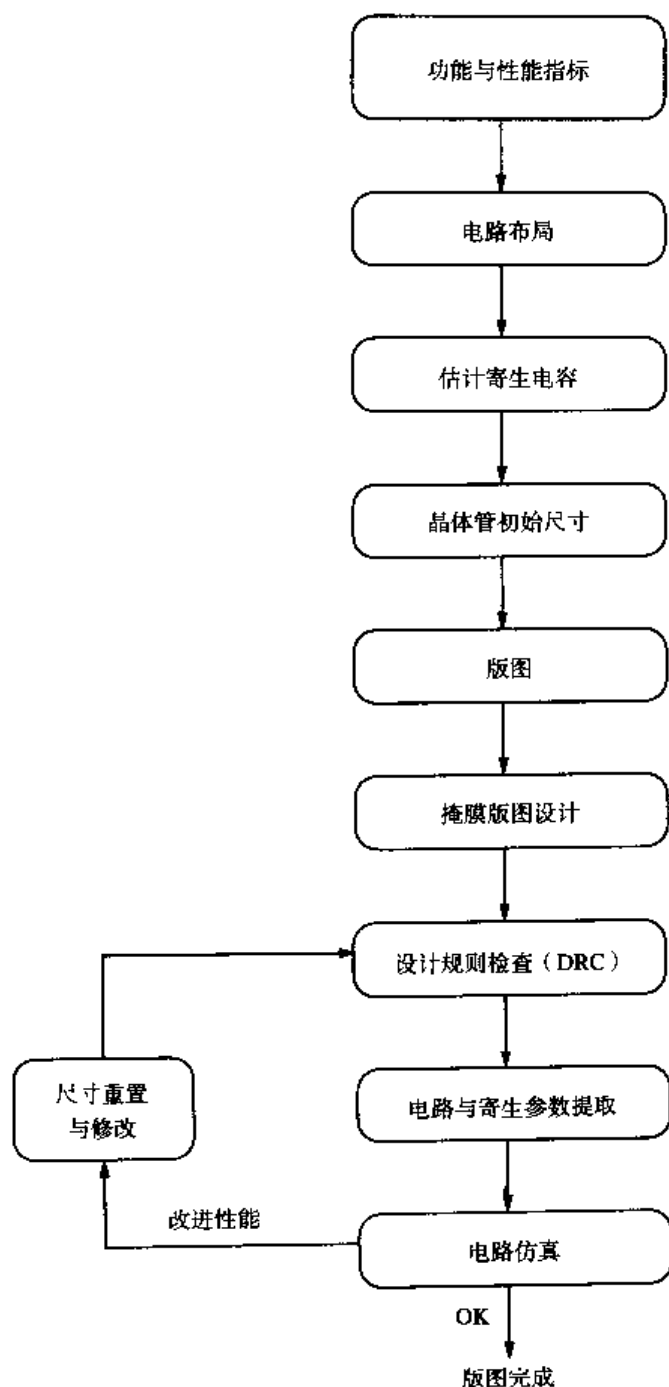 功能与性能指标
电路布局
估计寄生电容
晶体管初始尺寸
版图
掩膜版图设计
设计规则检查（DRC）
尺寸重置
与修改
电路与寄生参数提取
改进性能
电路仿真
OK
版图完成